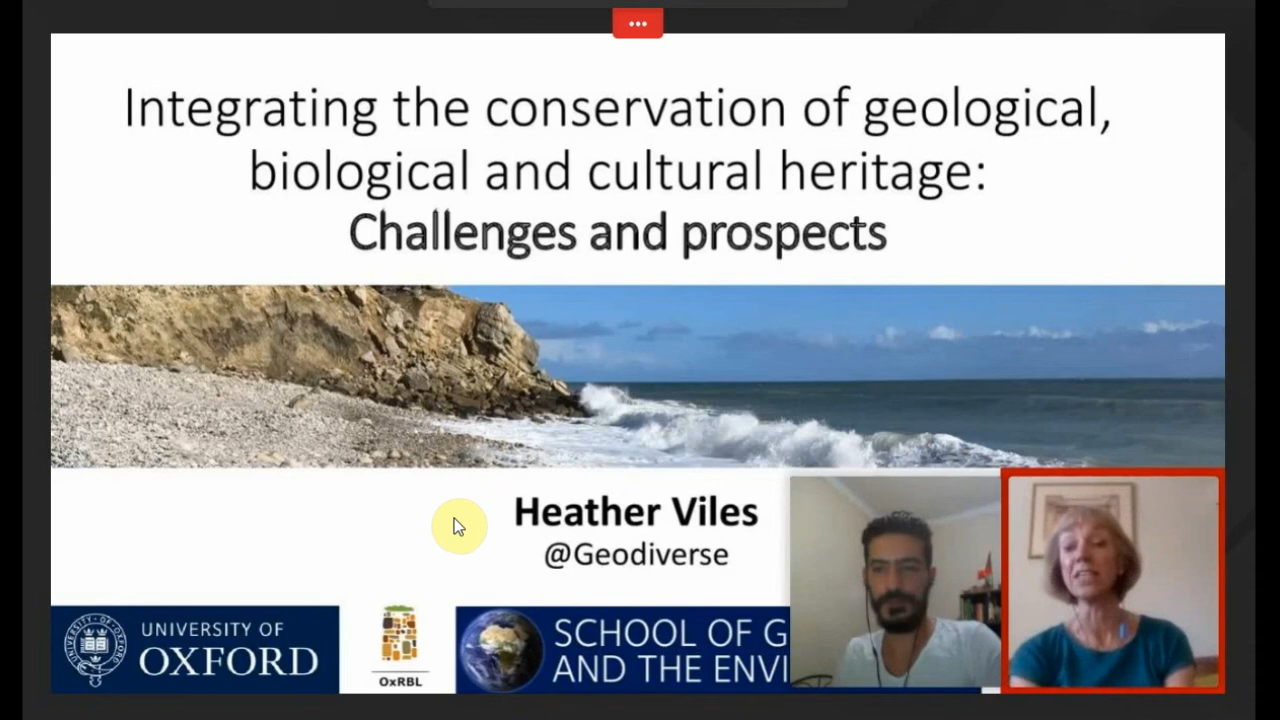 Integrating the conservation of geological,
biological and cultural heritage:
Challenges and prospects
Heather Viles
@Geodiverse
UNIVERSITY OF
OXFORD
OxRBL
SCHOOL OF G
AND THE ENVI